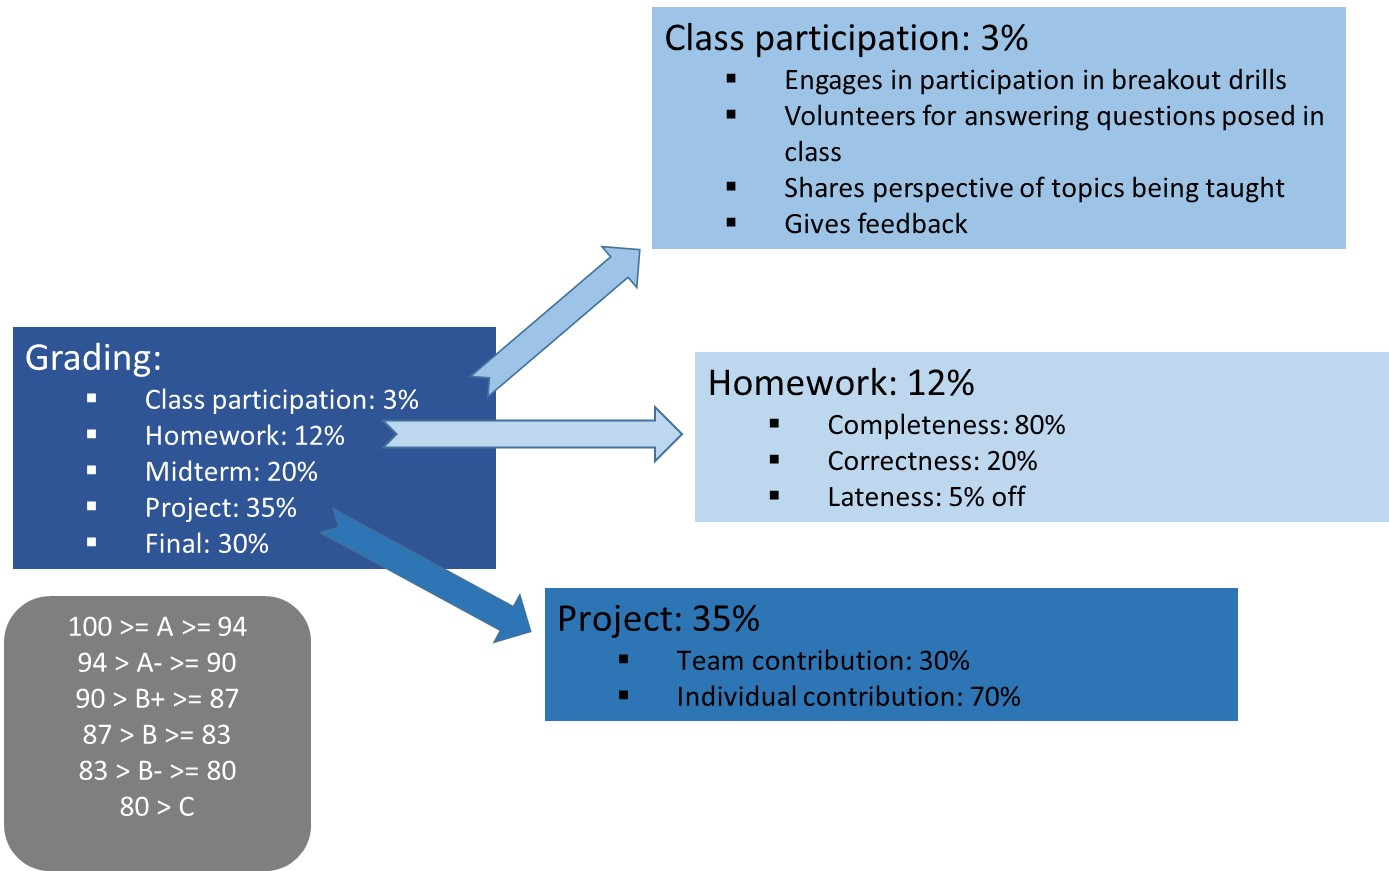 Class participation: 3%
▪ Engages in participation in breakout drills
▪ Volunteers for answering questions posed in
class
▪ Shares perspective of topics being taught
▪ Gives feedback
Grading:
▪ Class participation: 3%
▪ Homework: 12%
▪ Midterm: 20%
▪ Project: 35%
▪ Final: 30%
Homework: 12%
▪ Completeness: 80%
▪ Correctness: 20%
▪ Lateness: 5% off
Project: 35%
▪ Team contribution: 30%
▪ Individual contribution: 70%
100 >= A >= 94
94 > A- >= 90
90 > B+ >= 87
87 > B >= 83
83 > B- >= 80
80 > C